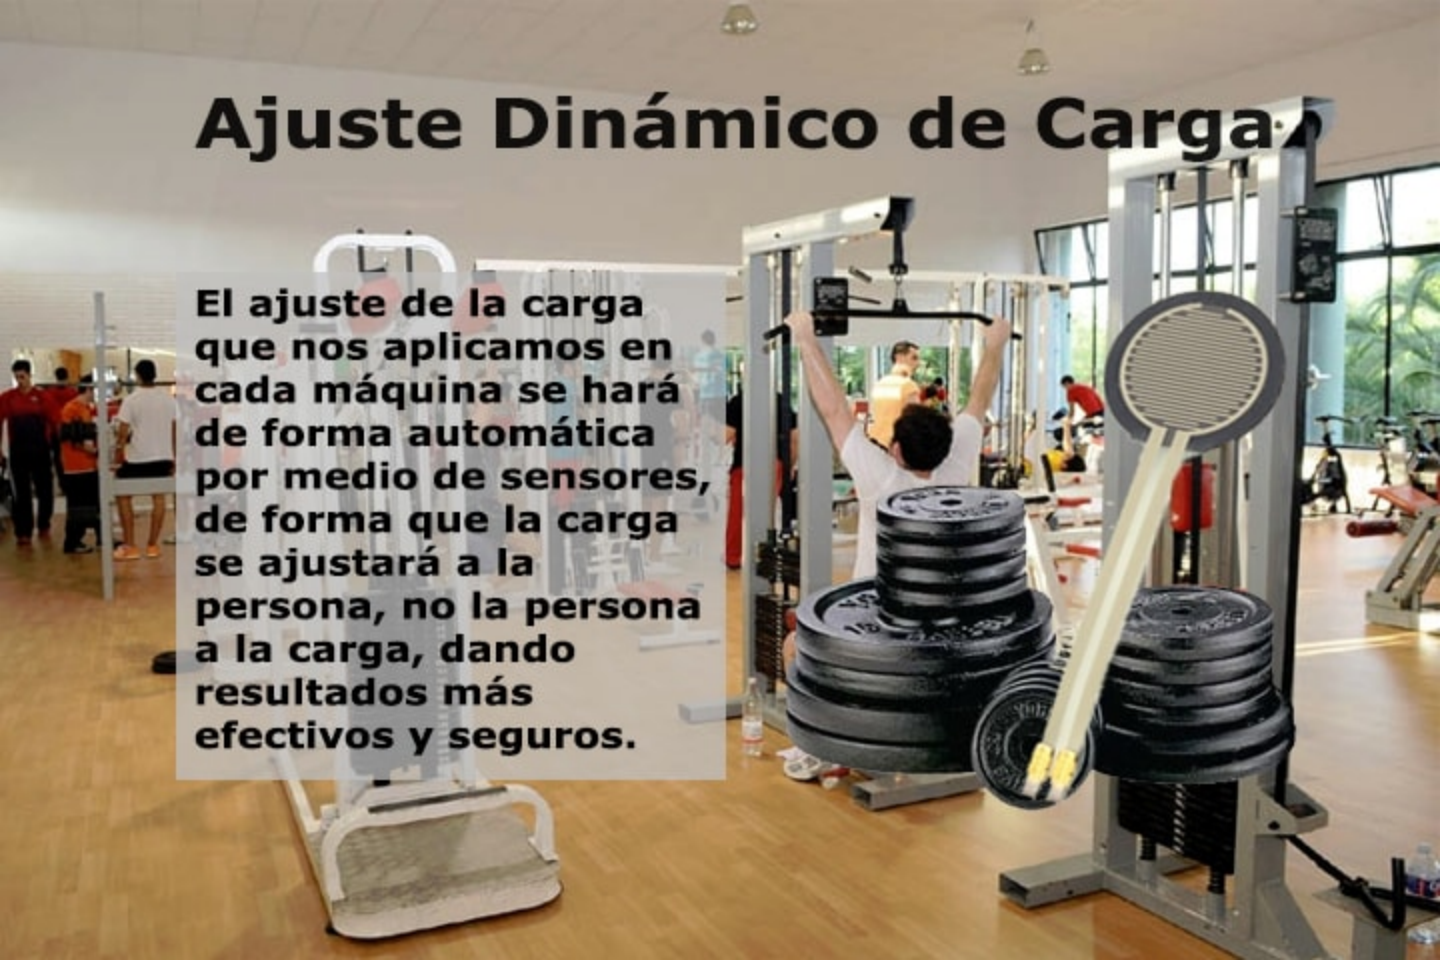 Ajuste Dinámico de Carga
El ajuste de la carga
que nos aplicamos en
cada máquina se hará
de forma automática
por medio de sensores,
de forma que la carga
se ajustará a la
persona, no la persona
a la carga, dando
resultados más
efectivos y seguros.